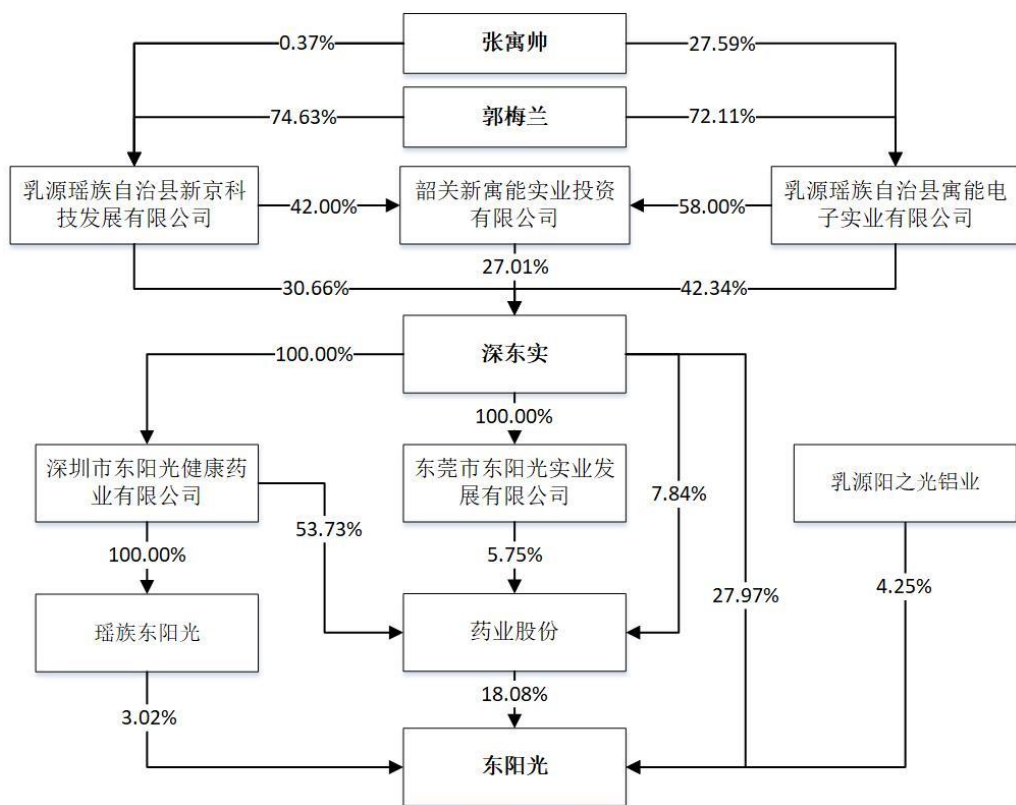 张寓帅
0.37%
27.59%
郭梅兰
74.63%
72.11%
乳源瑶族自治县新京科
技发展有限公司
42.00%
韶关新寓能实业投资
有限公司
58.00%
乳源瑶族自治县寓能电
子实业有限公司
27.01%
30.66%
42.34%
深东实
100.00%
100.00%
深圳市东阳光健康药
业有限公司
东莞市东阳光实业发
展有限公司
7.84%
乳源阳之光铝业
53.73%
100.00%
5.75%
27.97%
4.25%
瑶族东阳光
药业股份
18.08%
3.02%
东阳光